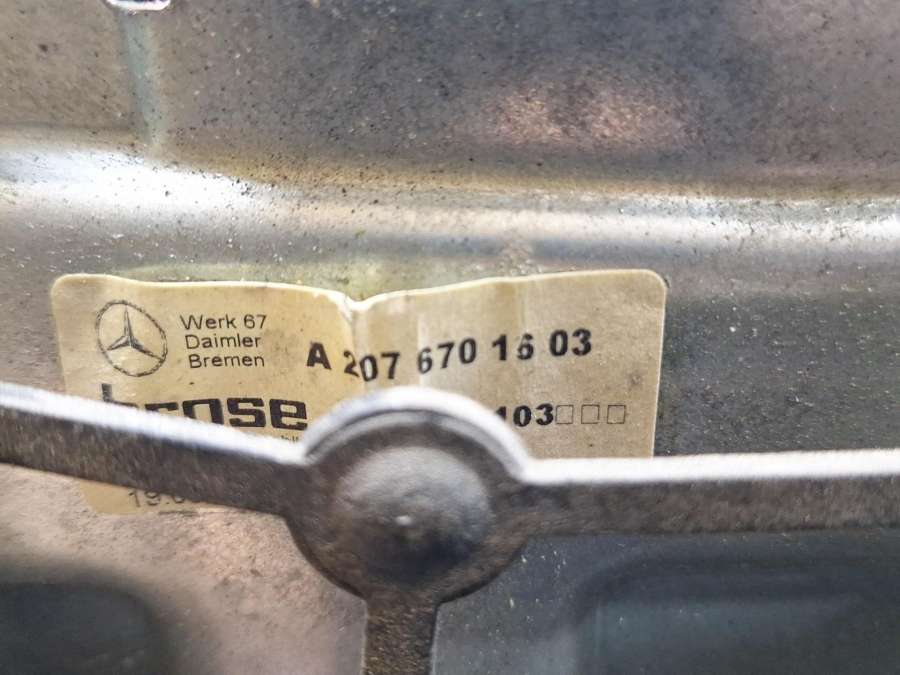 Werk 67
Daimler
Bremen
A 207 670 16 03
brose
103□□□